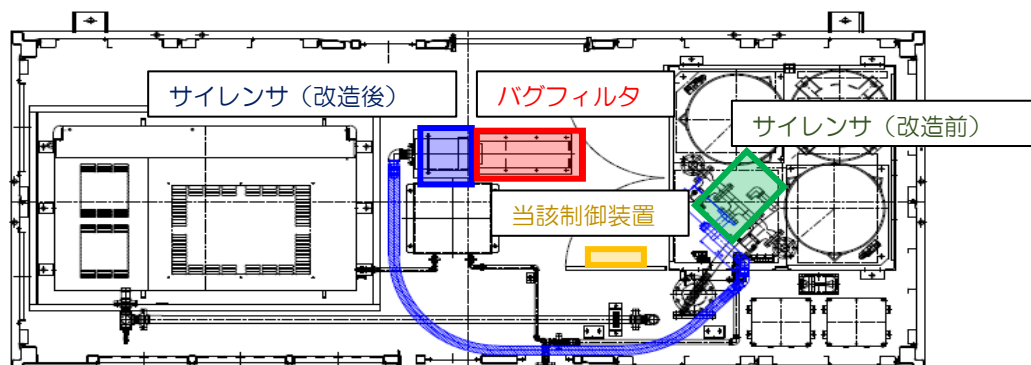 サイレンサ（改造後）
バグフィルタ
サイレンサ（改造前）
当該制御装置